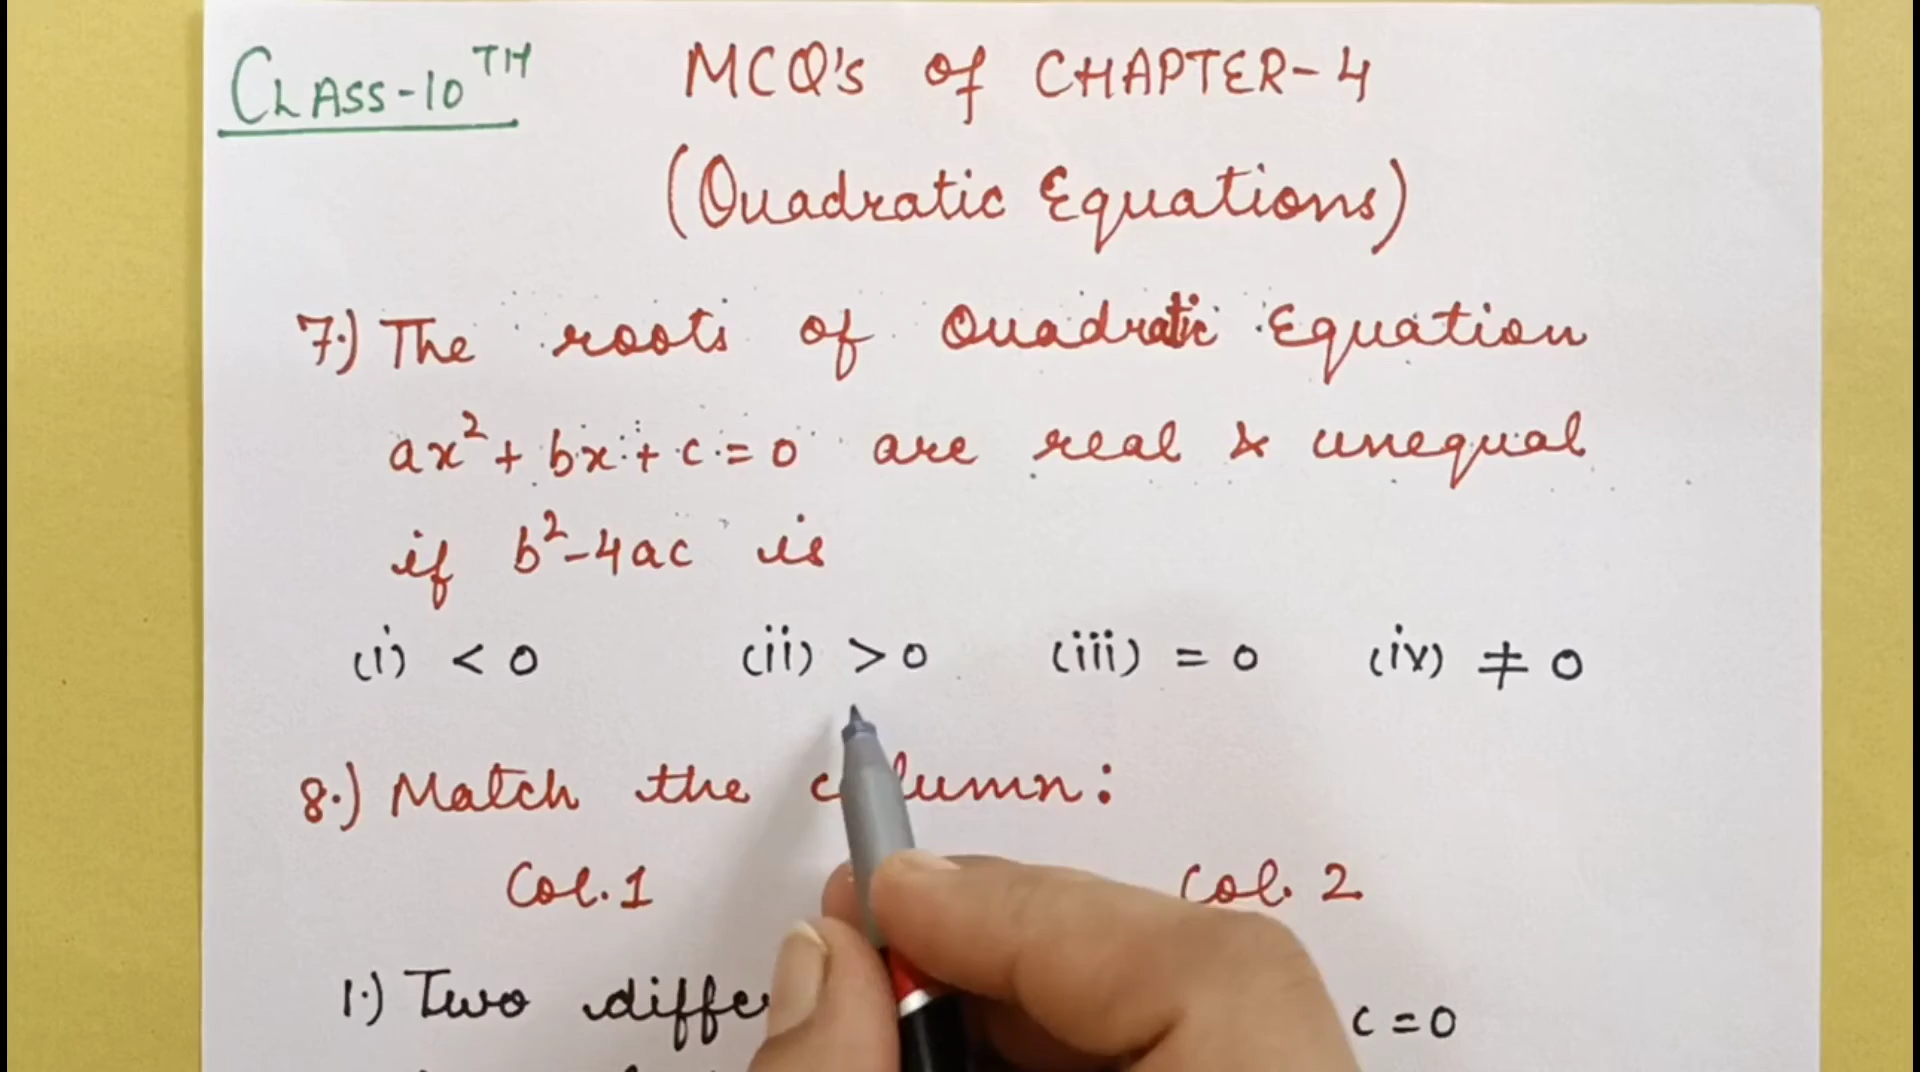 CLASS-10TH
MCQ's of CHAPTER-4
(Quadratic Equations)
7.) The roots of Quadratic Equation
ax²+bx+c=0 are real & unequal
if b²-4ac is
(i) < 0 (ii) > 0 (iii) = 0 (iv) ≠ 0
8.) Match the column:
Col.1 Col. 2
1.) Two c=0